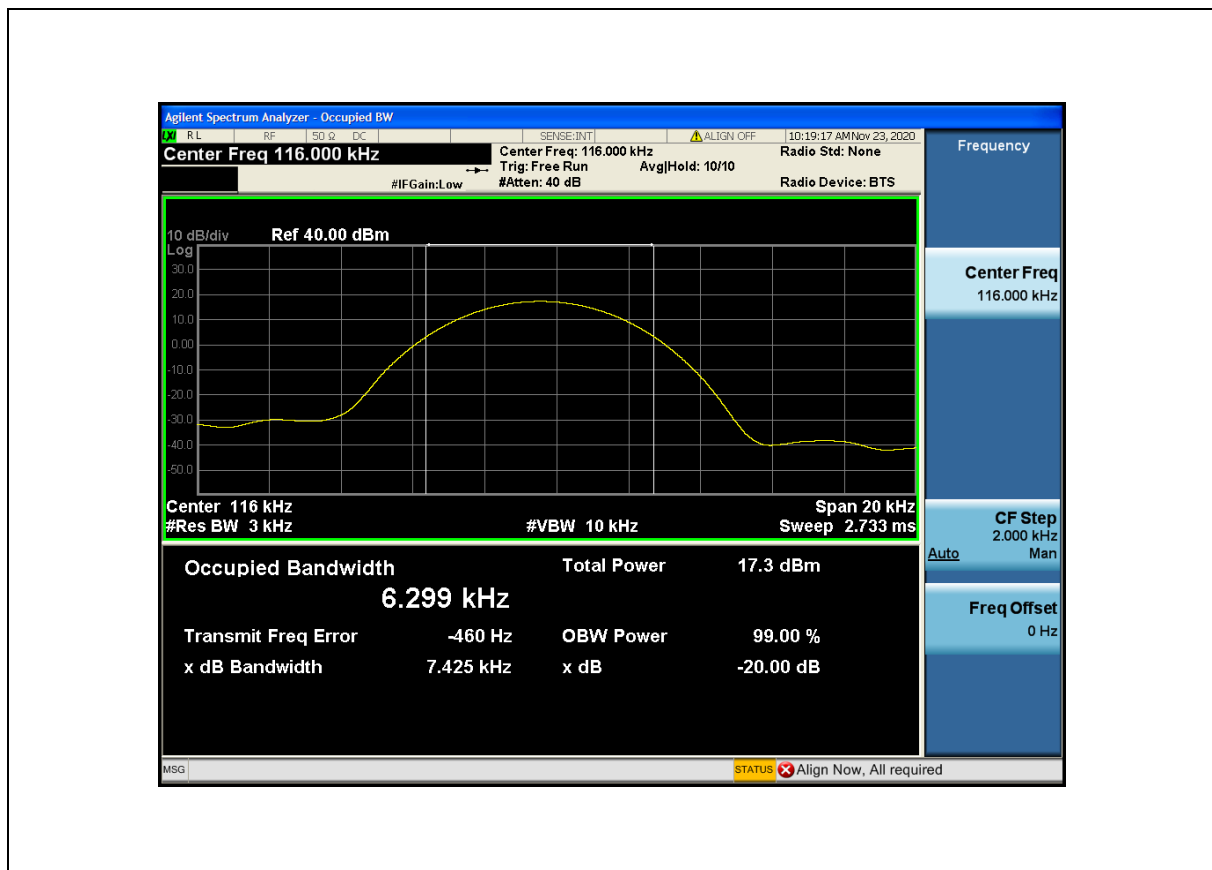 Agilent Spectrum Analyzer - Occupied BW
LXI RL RF 50 Ω DC SENSE:INT ALIGN OFF 10:19:17 AM Nov 23, 2020
Center Freq 116.000 kHz
Center Freq: 116.000 kHz Radio Std: None
Trig: Free Run Avg|Hold: 10/10
#IFGain:Low #Atten: 40 dB Radio Device: BTS
10 dB/div Ref 40.00 dBm
Log
30.0
20.0
10.0
0.00
-10.0
-20.0
-30.0
-40.0
-50.0
Center 116 kHz Span 20 kHz
#Res BW 3 kHz #VBW 10 kHz Sweep 2.733 ms
Occupied Bandwidth Total Power 17.3 dBm
6.299 kHz
Transmit Freq Error -460 Hz OBW Power 99.00 %
x dB Bandwidth 7.425 kHz x dB -20.00 dB
Frequency
Center Freq
116.000 kHz
CF Step
2.000 kHz
Auto Man
Freq Offset
0 Hz
MSG STATUS Align Now, All required